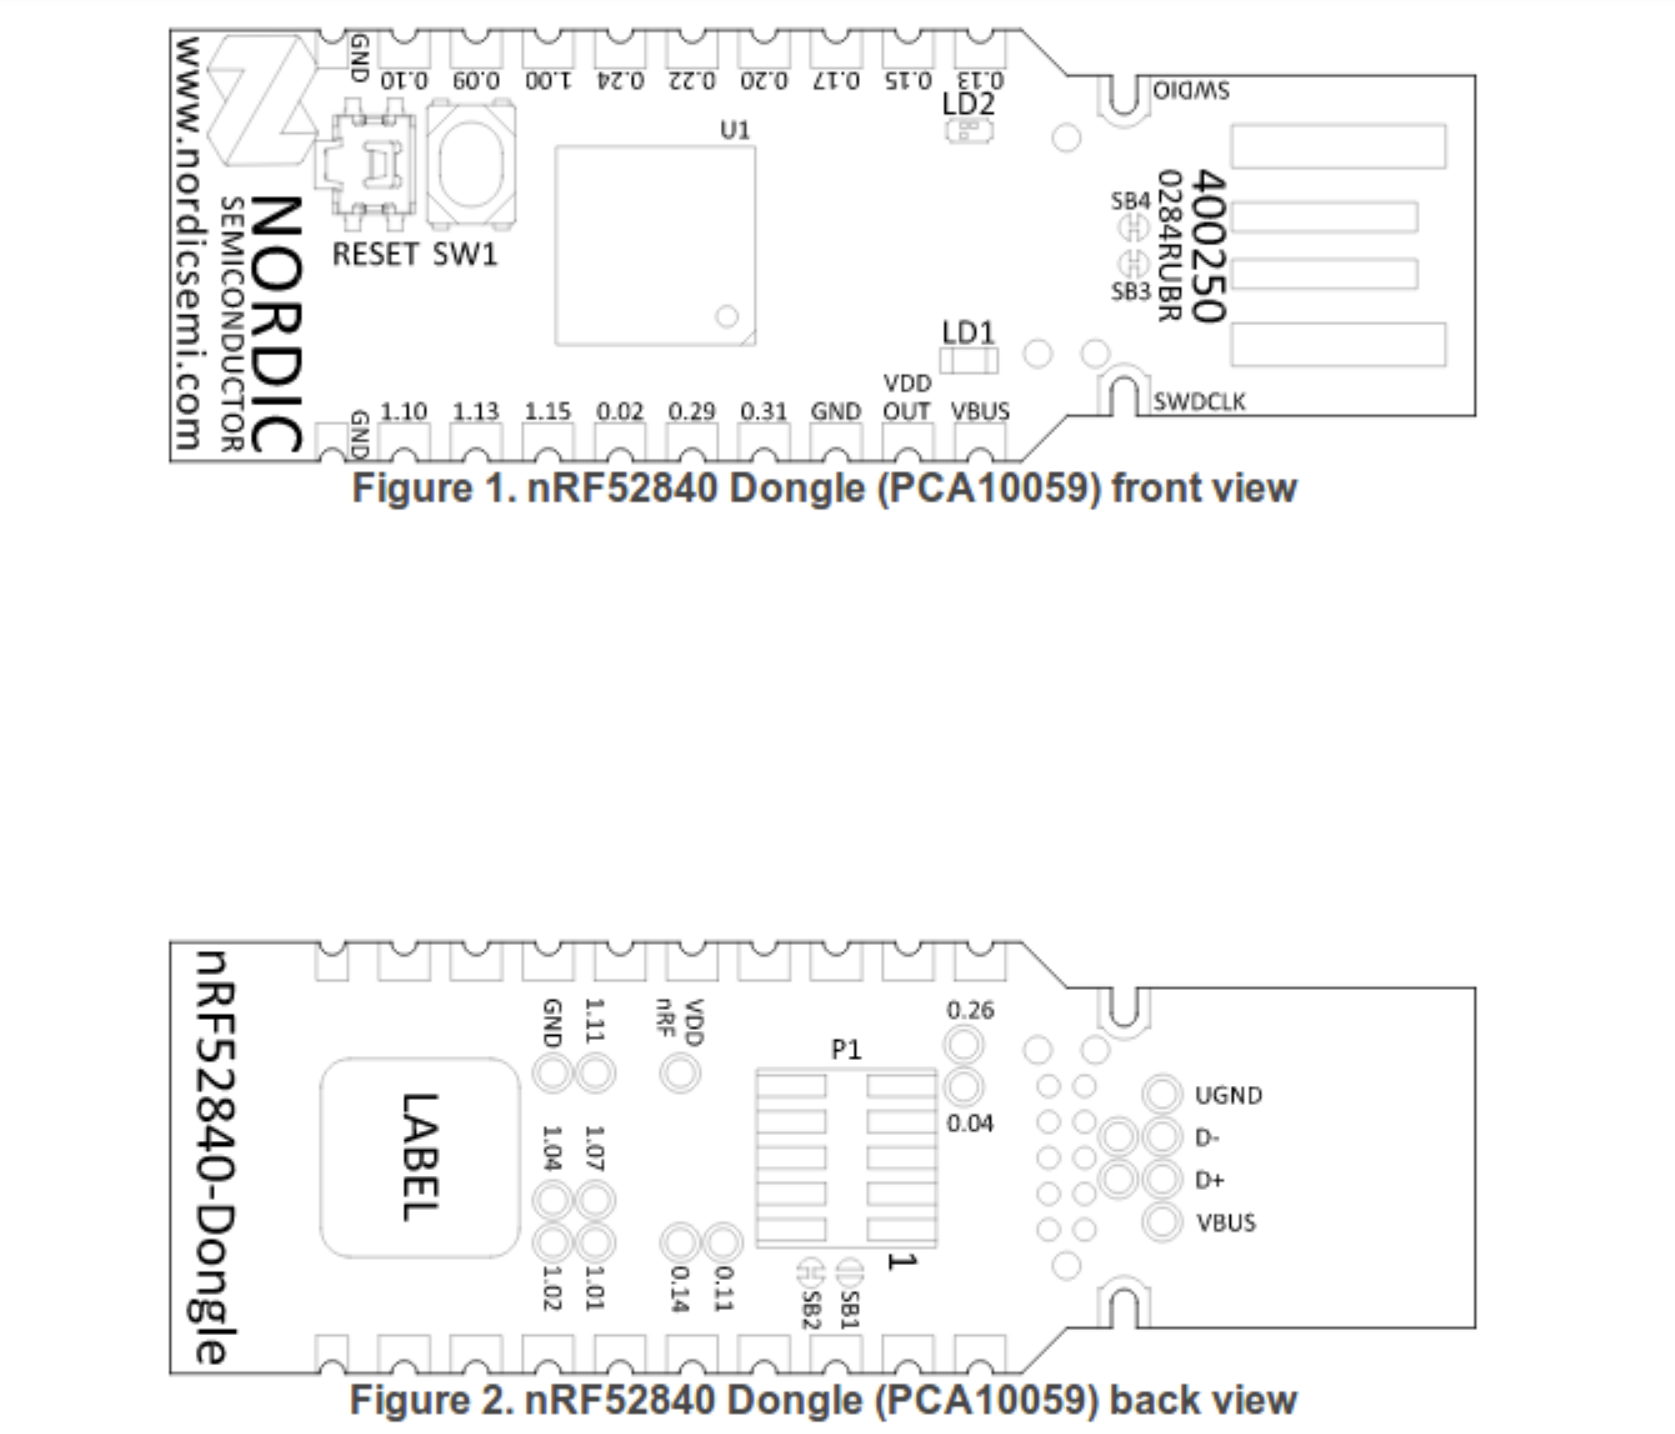 www.nordicsemi.com
NORDIC
SEMICONDUCTOR
GND
0.10
0.09
1.00
0.24
0.22
0.20
0.17
0.15
0.13
LD2
SWDIO
U1
RESET
SW1
SB4
SB3
400250
0284RUBR
LD1
GND
1.10
1.13
1.15
0.02
0.29
0.31
GND
VDD
OUT
VBUS
SWDCLK
Figure 1. nRF52840 Dongle (PCA10059) front view
nRF52840-Dongle
LABEL
GND
1.11
VDD
nRF
P1
0.26
0.04
1.04
1.07
1.02
1.01
0.14
0.11
SB2
SB1
1
UGND
D-
D+
VBUS
Figure 2. nRF52840 Dongle (PCA10059) back view